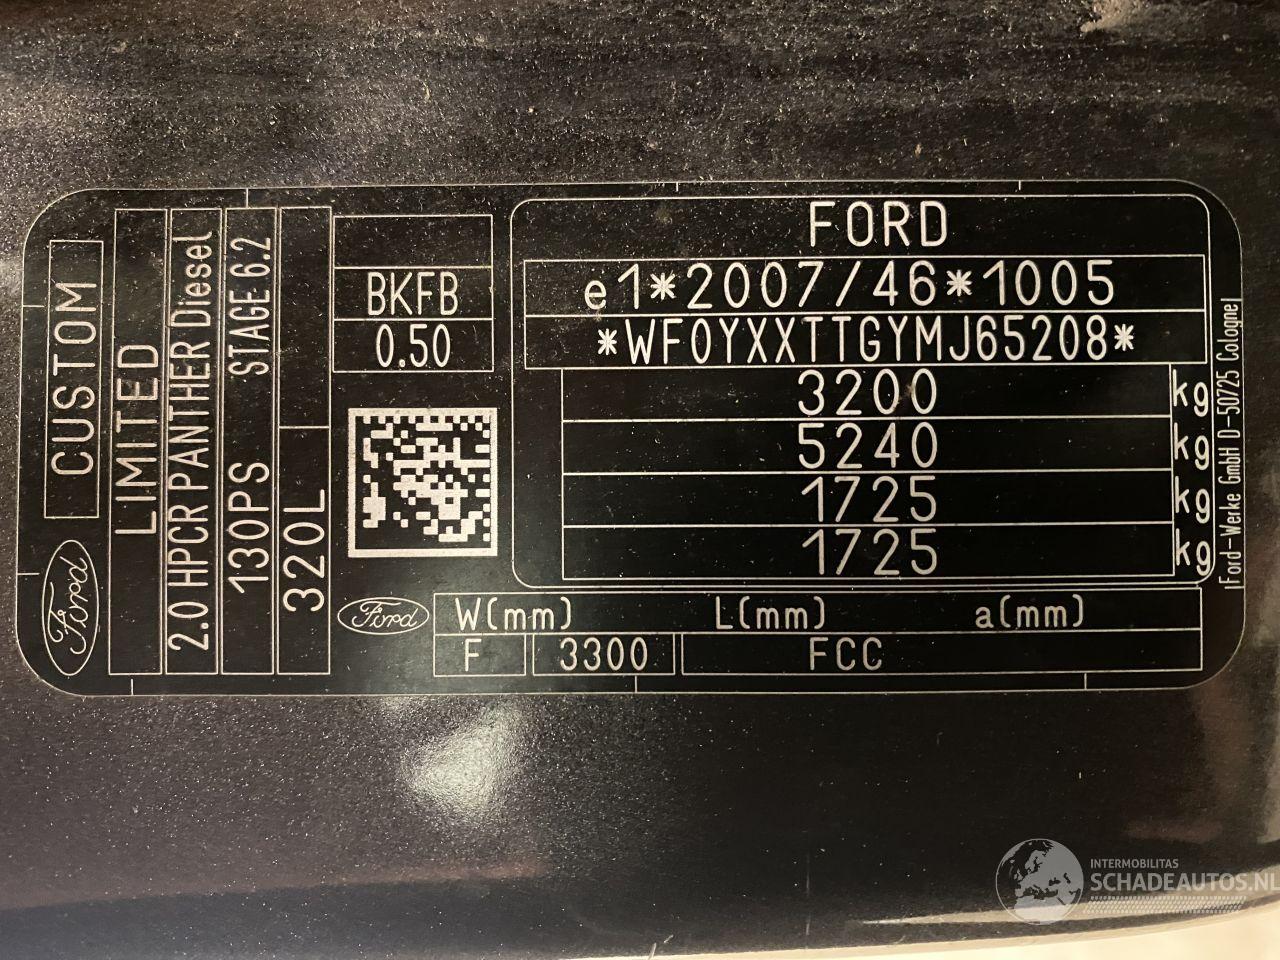 CUSTOM
Ford
LIMITED
2.0 HPCR PANTHER Diesel
130PS STAGE 6.2
320L
BKFB
0.50
Ford
FORD
e1*2007/46*1005
*WF0YXXTTGYMJ65208*
3200 kg
5240 kg
1725 kg
1725 kg
W(mm) L(mm) a(mm)
F 3300 FCC
Ford-Werke GmbH D-50725 Cologne
INTERMOBILITAS
SCHADEAUTOS.NL